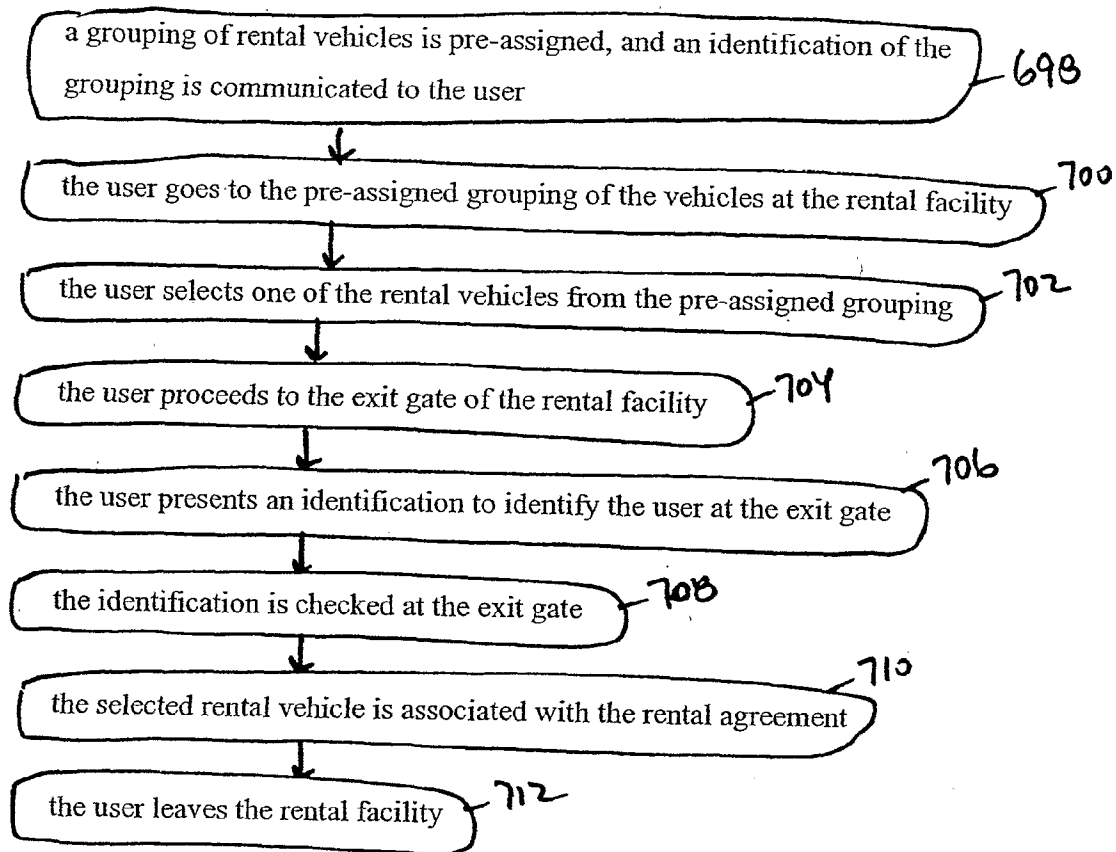 a grouping of rental vehicles is pre-assigned, and an identification of the
grouping is communicated to the user
698
the user goes to the pre-assigned grouping of the vehicles at the rental facility
700
the user selects one of the rental vehicles from the pre-assigned grouping
702
the user proceeds to the exit gate of the rental facility
704
the user presents an identification to identify the user at the exit gate
706
the identification is checked at the exit gate
708
the selected rental vehicle is associated with the rental agreement
710
the user leaves the rental facility
712